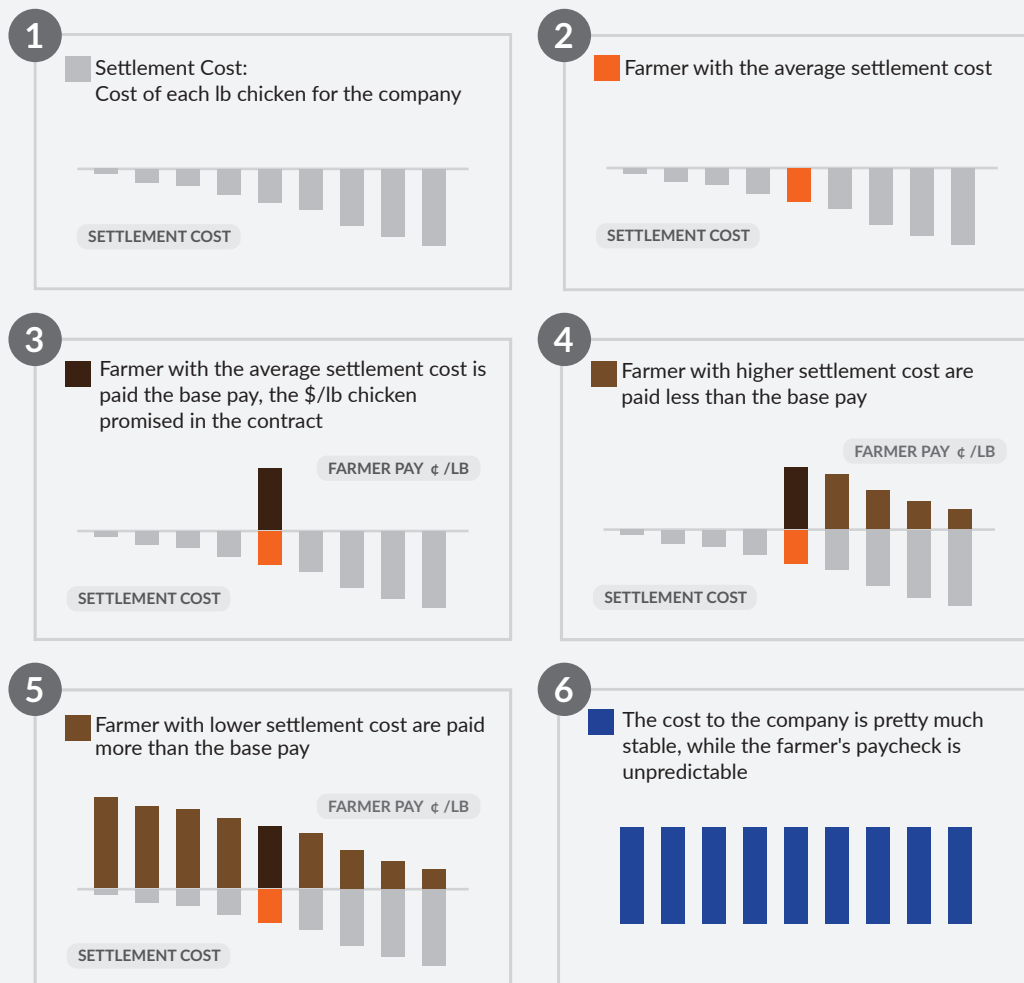 1
Settlement Cost:
Cost of each lb chicken for the company
SETTLEMENT COST
2
Farmer with the average settlement cost
SETTLEMENT COST
3
Farmer with the average settlement cost is
paid the base pay, the $/lb chicken
promised in the contract
FARMER PAY ¢ /LB
SETTLEMENT COST
4
Farmer with higher settlement cost are
paid less than the base pay
FARMER PAY ¢ /LB
SETTLEMENT COST
5
Farmer with lower settlement cost are paid
more than the base pay
FARMER PAY ¢ /LB
SETTLEMENT COST
6
The cost to the company is pretty much
stable, while the farmer's paycheck is
unpredictable